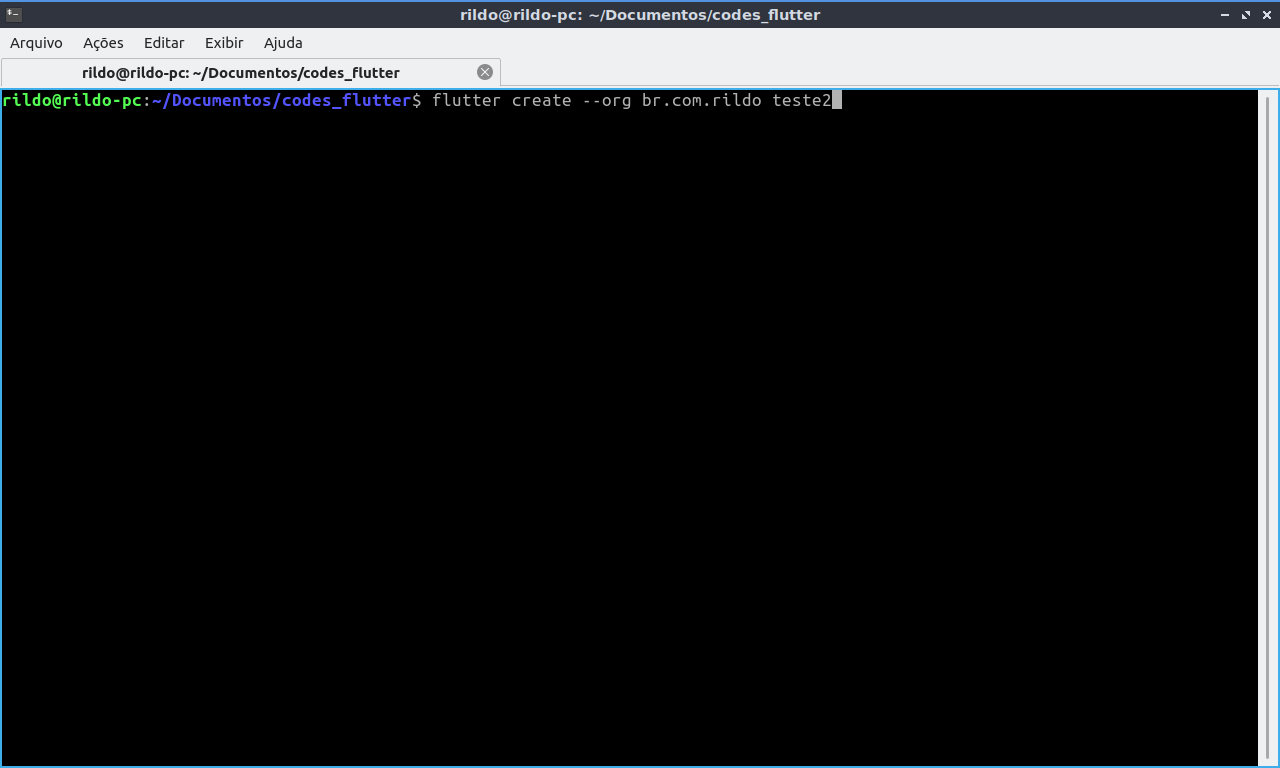 rildo@rildo-pc: ~/Documentos/codes_flutter
Arquivo Ações Editar Exibir Ajuda
rildo@rildo-pc: ~/Documentos/codes_flutter
rildo@rildo-pc:~/Documentos/codes_flutter$ flutter create --org br.com.rildo teste2